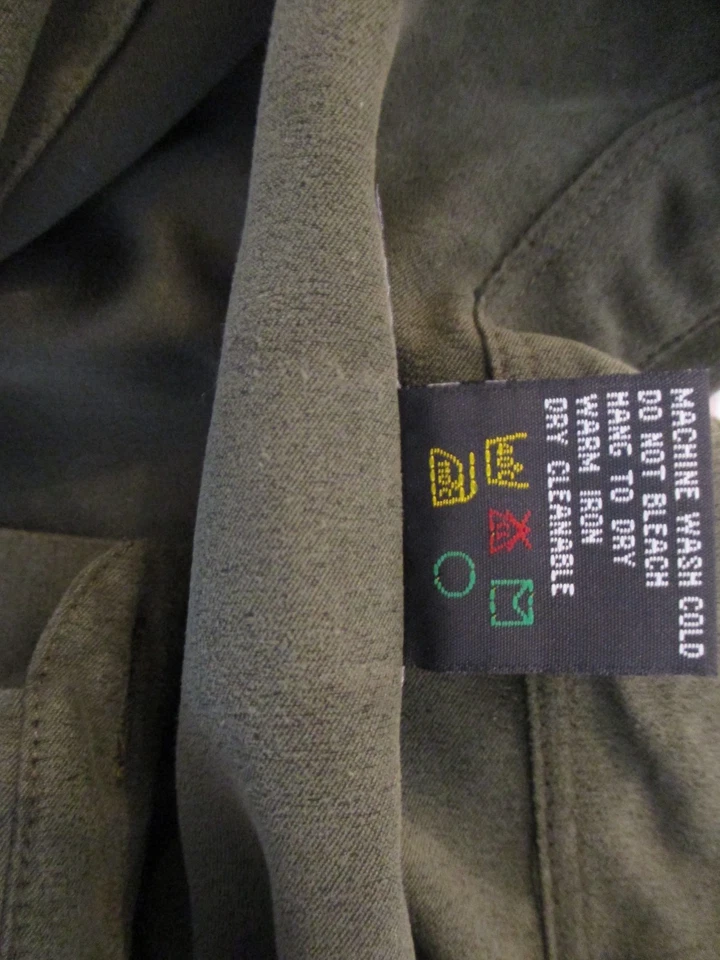 MACHINE WASH COLD
DO NOT BLEACH
HANG TO DRY
WARM IRON
DRY CLEANABLE